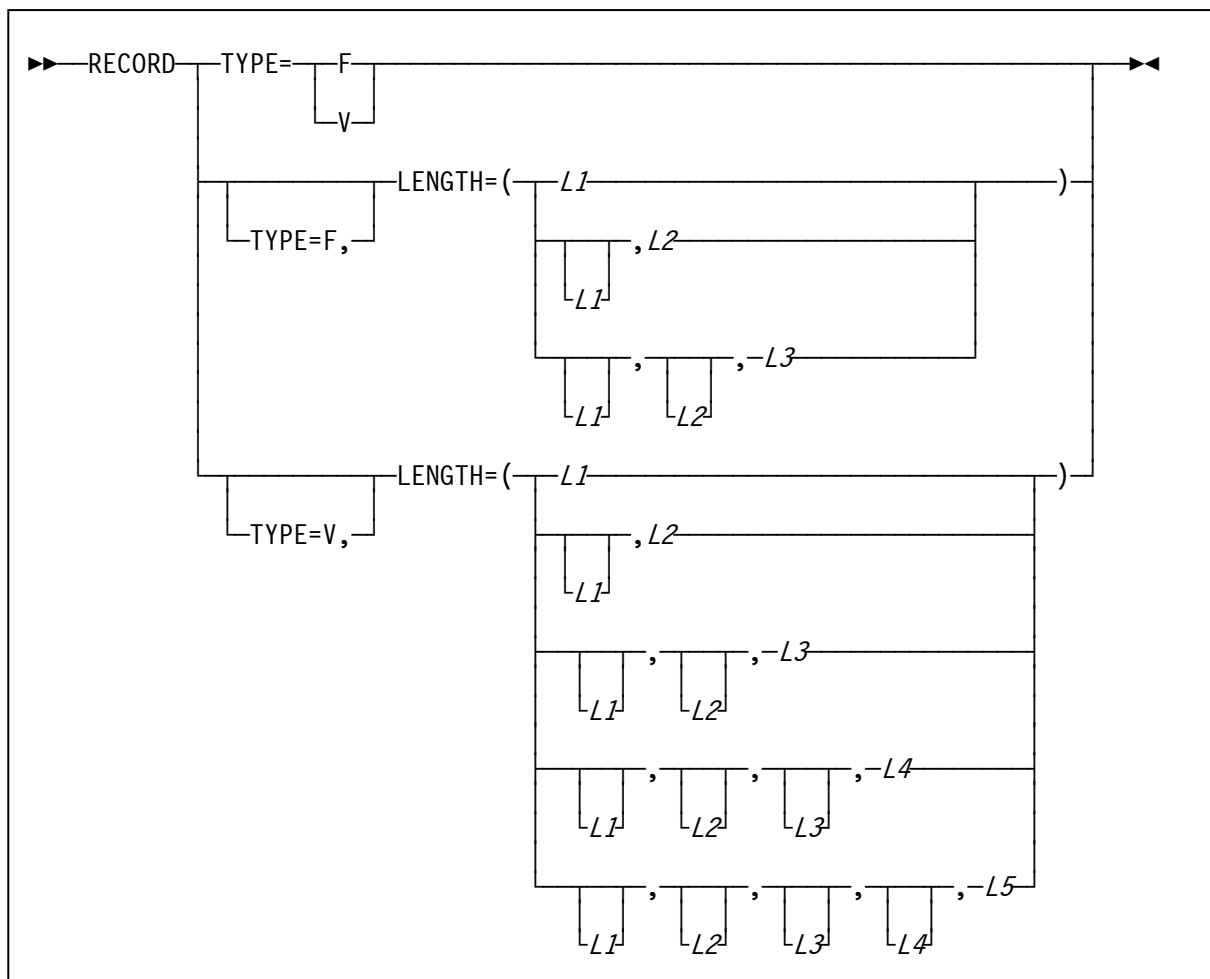 RECORD TYPE= F
V
LENGTH=( L1 )
TYPE=F,
,L2
L1
, , L3
L1 L2
LENGTH=( L1 )
TYPE=V,
,L2
L1
, , L3
L1 L2
, , , L4
L1 L2 L3
, , , , L5
L1 L2 L3 L4